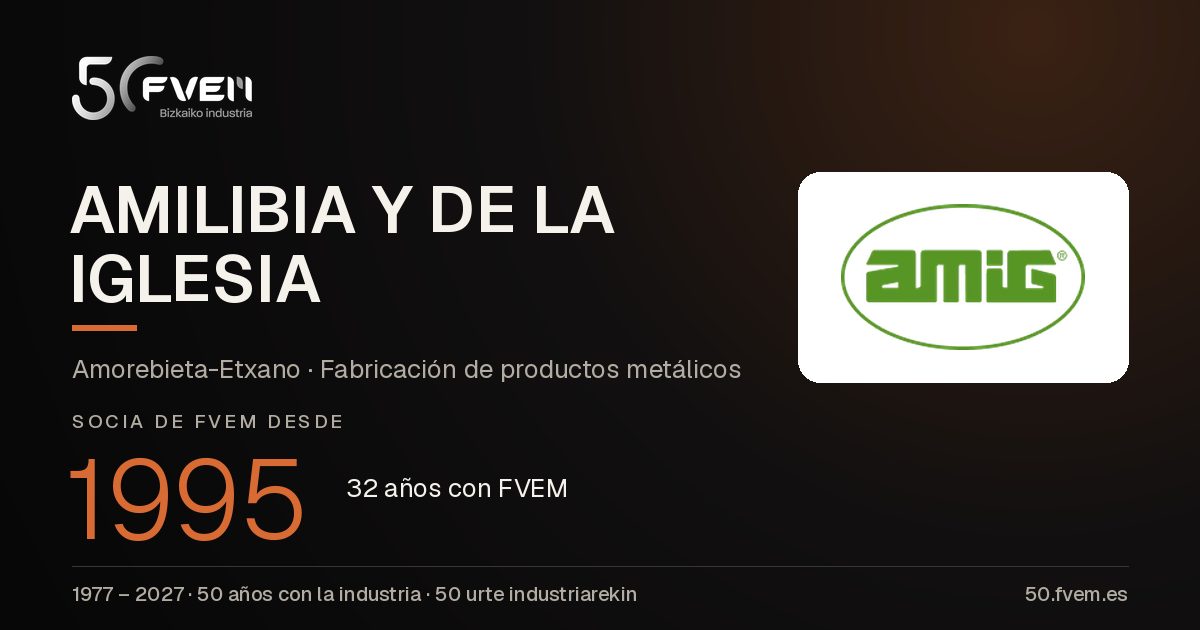 50 FVEM
Bizkaiko industria
AMILIBIA Y DE LA
IGLESIA
amiG®
Amorebieta-Etxano · Fabricación de productos metálicos
SOCIA DE FVEM DESDE
1995
32 años con FVEM
1977 – 2027 · 50 años con la industria · 50 urte industriarekin
50.fvem.es